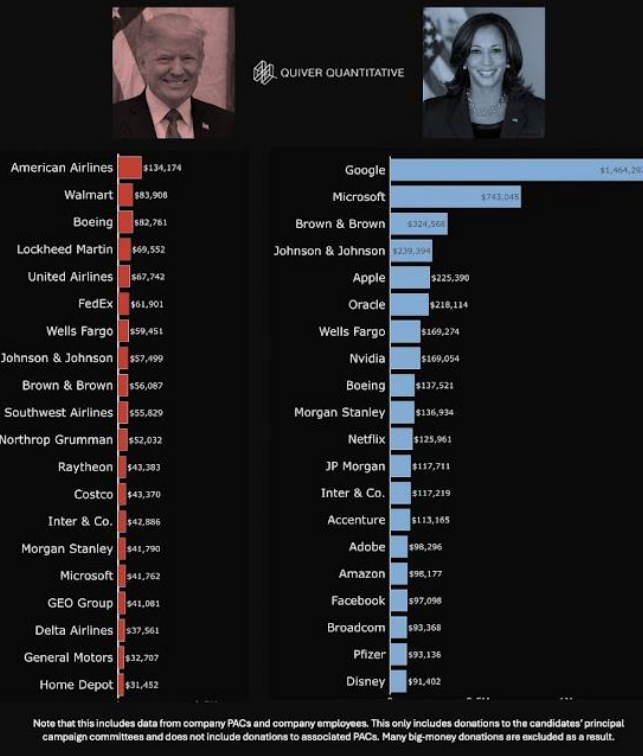 QUIVER QUANTITATIVE
American Airlines $134,174
Walmart $83,908
Boeing $82,761
Lockheed Martin $69,552
United Airlines $67,742
FedEx $61,901
Wells Fargo $59,451
Johnson & Johnson $57,499
Brown & Brown $56,087
Southwest Airlines $55,829
Northrop Grumman $52,032
Raytheon $43,383
Costco $43,370
Inter & Co. $42,886
Morgan Stanley $41,790
Microsoft $41,762
GEO Group $41,081
Delta Airlines $37,561
General Motors $32,707
Home Depot $31,452
Google
Microsoft $743,045
Brown & Brown $324,568
Johnson & Johnson $239,394
Apple $225,390
Oracle $218,114
Wells Fargo $169,274
Nvidia $169,054
Boeing $137,521
Morgan Stanley $136,934
Netflix $125,961
JP Morgan $117,711
Inter & Co. $117,219
Accenture $113,165
Adobe $98,296
Amazon $98,177
Facebook $97,098
Broadcom $93,368
Pfizer $93,136
Disney $91,402
Note that this includes data from company PACs and company employees. This only includes donations to the candidates' principal
campaign committees and does not include donations to associated PACs. Many big-money donations are excluded as a result.